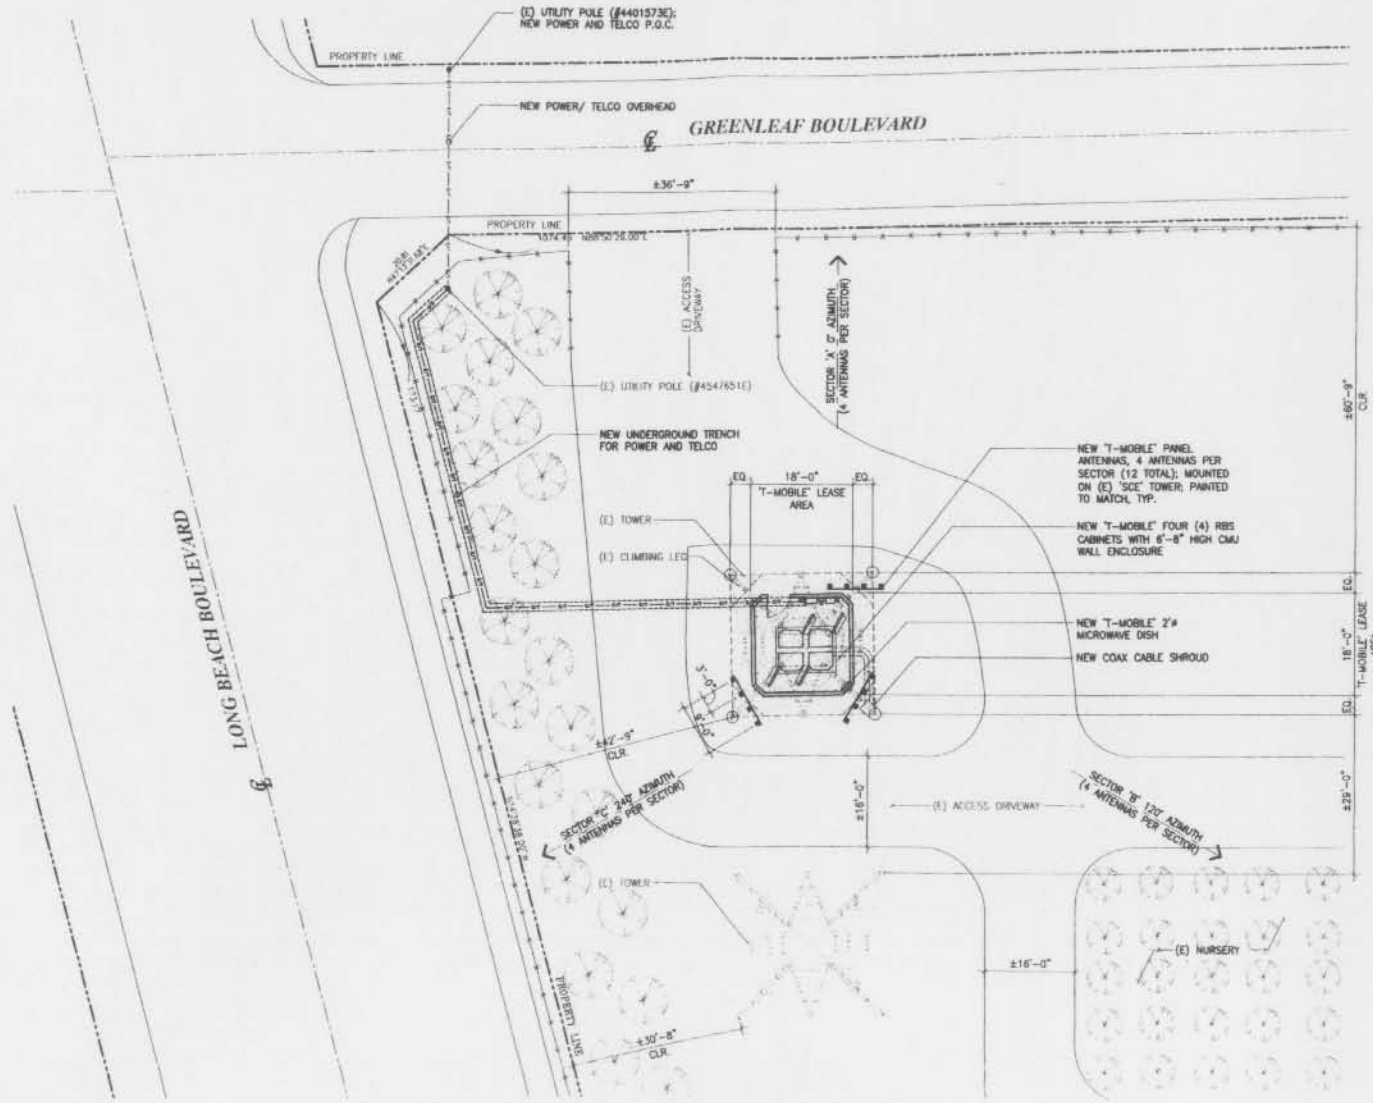 (E) UTILITY POLE (#4401573E);
NEW POWER AND TELCO P.O.C.
PROPERTY LINE
NEW POWER/ TELCO OVERHEAD
GREENLEAF BOULEVARD
±36'-9"
PROPERTY LINE
N88°50'26.00"E
(E) ACCESS
DRIVEWAY
SECTOR 'A' 0° AZIMUTH
(4 ANTENNAS PER SECTOR)
±60'-9"
CLR
(E) UTILITY POLE (#4547651E)
NEW UNDERGROUND TRENCH
FOR POWER AND TELCO
EQ
18'-0"
EQ
'T-MOBILE' LEASE
AREA
NEW 'T-MOBILE' PANEL
ANTENNAS, 4 ANTENNAS PER
SECTOR (12 TOTAL); MOUNTED
ON (E) 'SCE' TOWER; PAINTED
TO MATCH, TYP.
(E) TOWER
NEW 'T-MOBILE' FOUR (4) RBS
CABINETS WITH 6'-8" HIGH CMU
WALL ENCLOSURE
(E) CLIMBING LEG
EQ
18'-0"
'T-MOBILE' LEASE
EQ
NEW 'T-MOBILE' 2'ø
MICROWAVE DISH
NEW COAX CABLE SHROUD
LONG BEACH BOULEVARD
±42'-9"
CLR
SECTOR 'C' 240° AZIMUTH
(4 ANTENNAS PER SECTOR)
±16'-0"
(E) ACCESS DRIVEWAY
SECTOR 'B' 120° AZIMUTH
(4 ANTENNAS PER SECTOR)
±29'-0"
(E) TOWER
(E) NURSERY
±16'-0"
PROPERTY LINE
±30'-8"
CLR